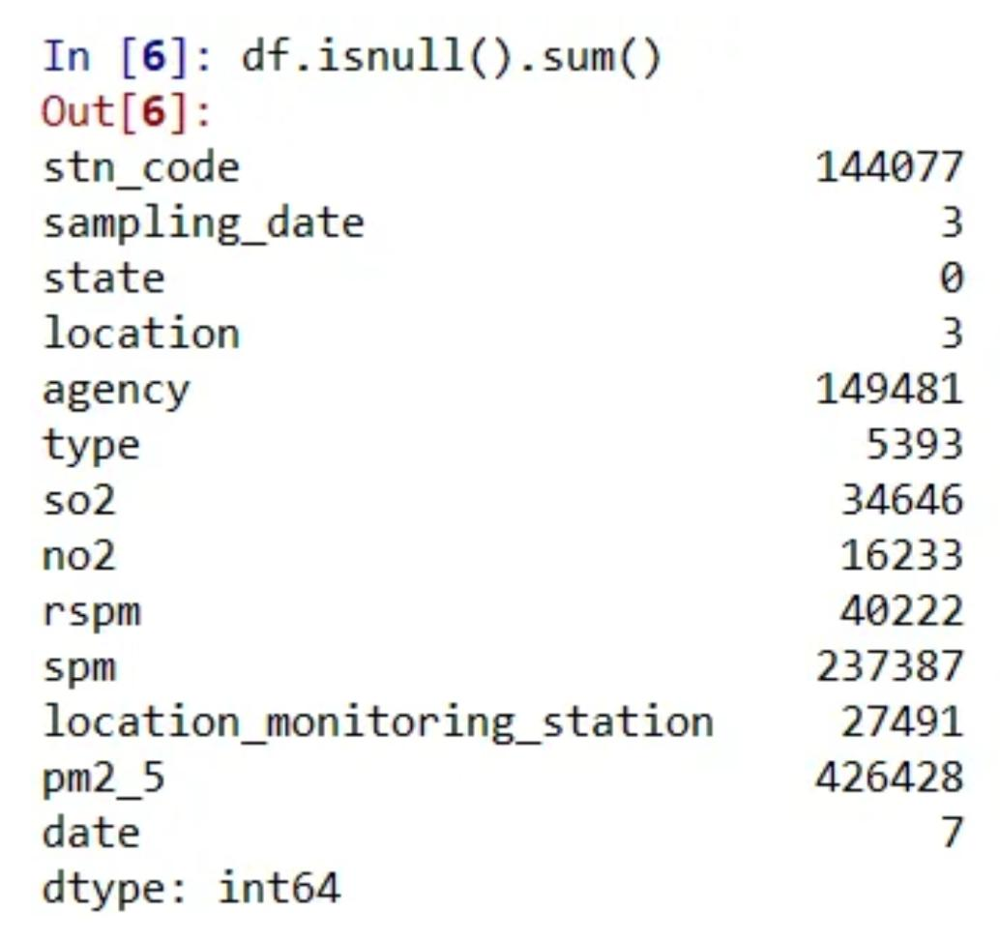 In [6]: df.isnull().sum()
Out[6]:
stn_code 144077
sampling_date 3
state 0
location 3
agency 149481
type 5393
so2 34646
no2 16233
rspm 40222
spm 237387
location_monitoring_station 27491
pm2_5 426428
date 7
dtype: int64